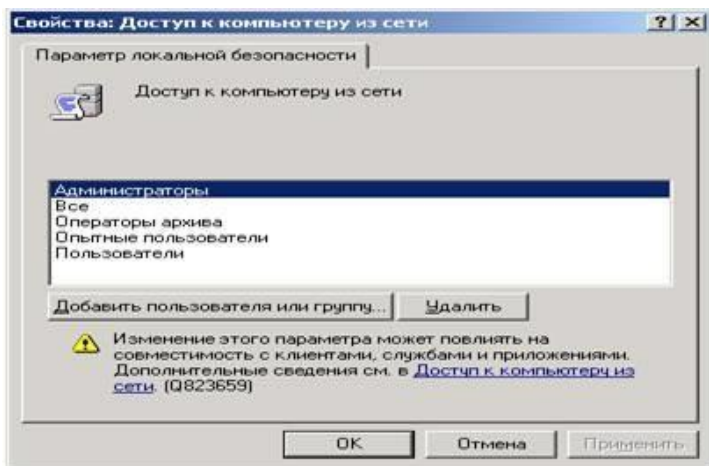 Свойства: Доступ к компьютеру из сети
Параметр локальной безопасности
Доступ к компьютеру из сети
Администраторы
Все
Операторы архива
Опытные пользователи
Пользователи
Добавить пользователя или группу... Удалить
Изменение этого параметра может повлиять на
совместимость с клиентами, службами и приложениями.
Дополнительные сведения см. в Доступ к компьютеру из
сети. (Q823659)
OK Отмена Применить